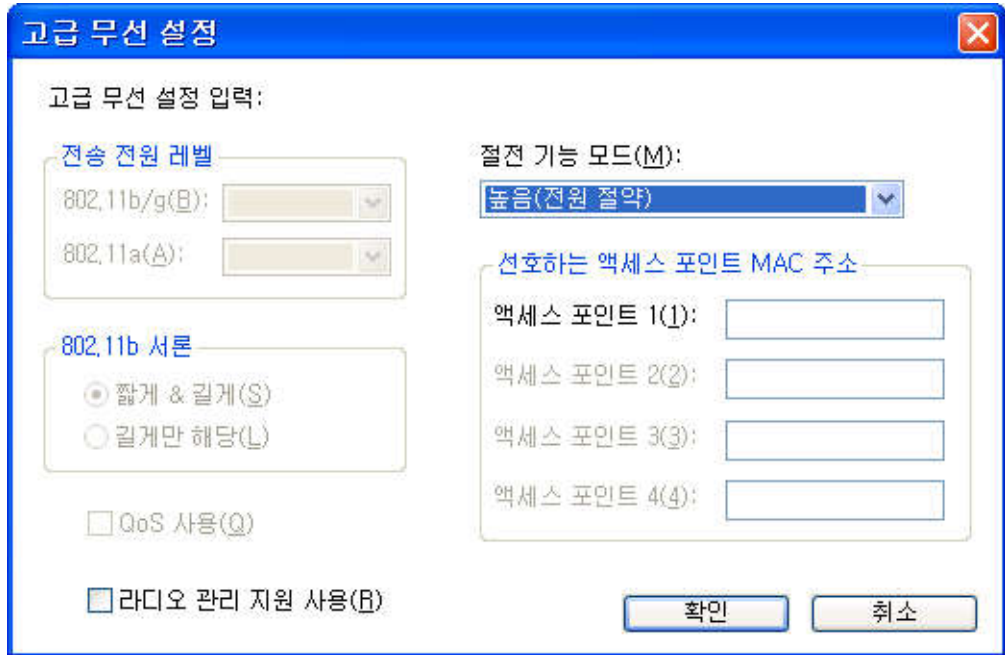 고급 무선 설정
고급 무선 설정 입력:
전송 전원 레벨
802.11b/g(B):
802.11a(A):
802.11b 서론
짧게 & 길게(S)
길게만 해당(L)
QoS 사용(Q)
라디오 관리 지원 사용(R)
절전 기능 모드(M):
높음(전원 절약)
선호하는 액세스 포인트 MAC 주소
액세스 포인트 1(1):
액세스 포인트 2(2):
액세스 포인트 3(3):
액세스 포인트 4(4):
확인
취소